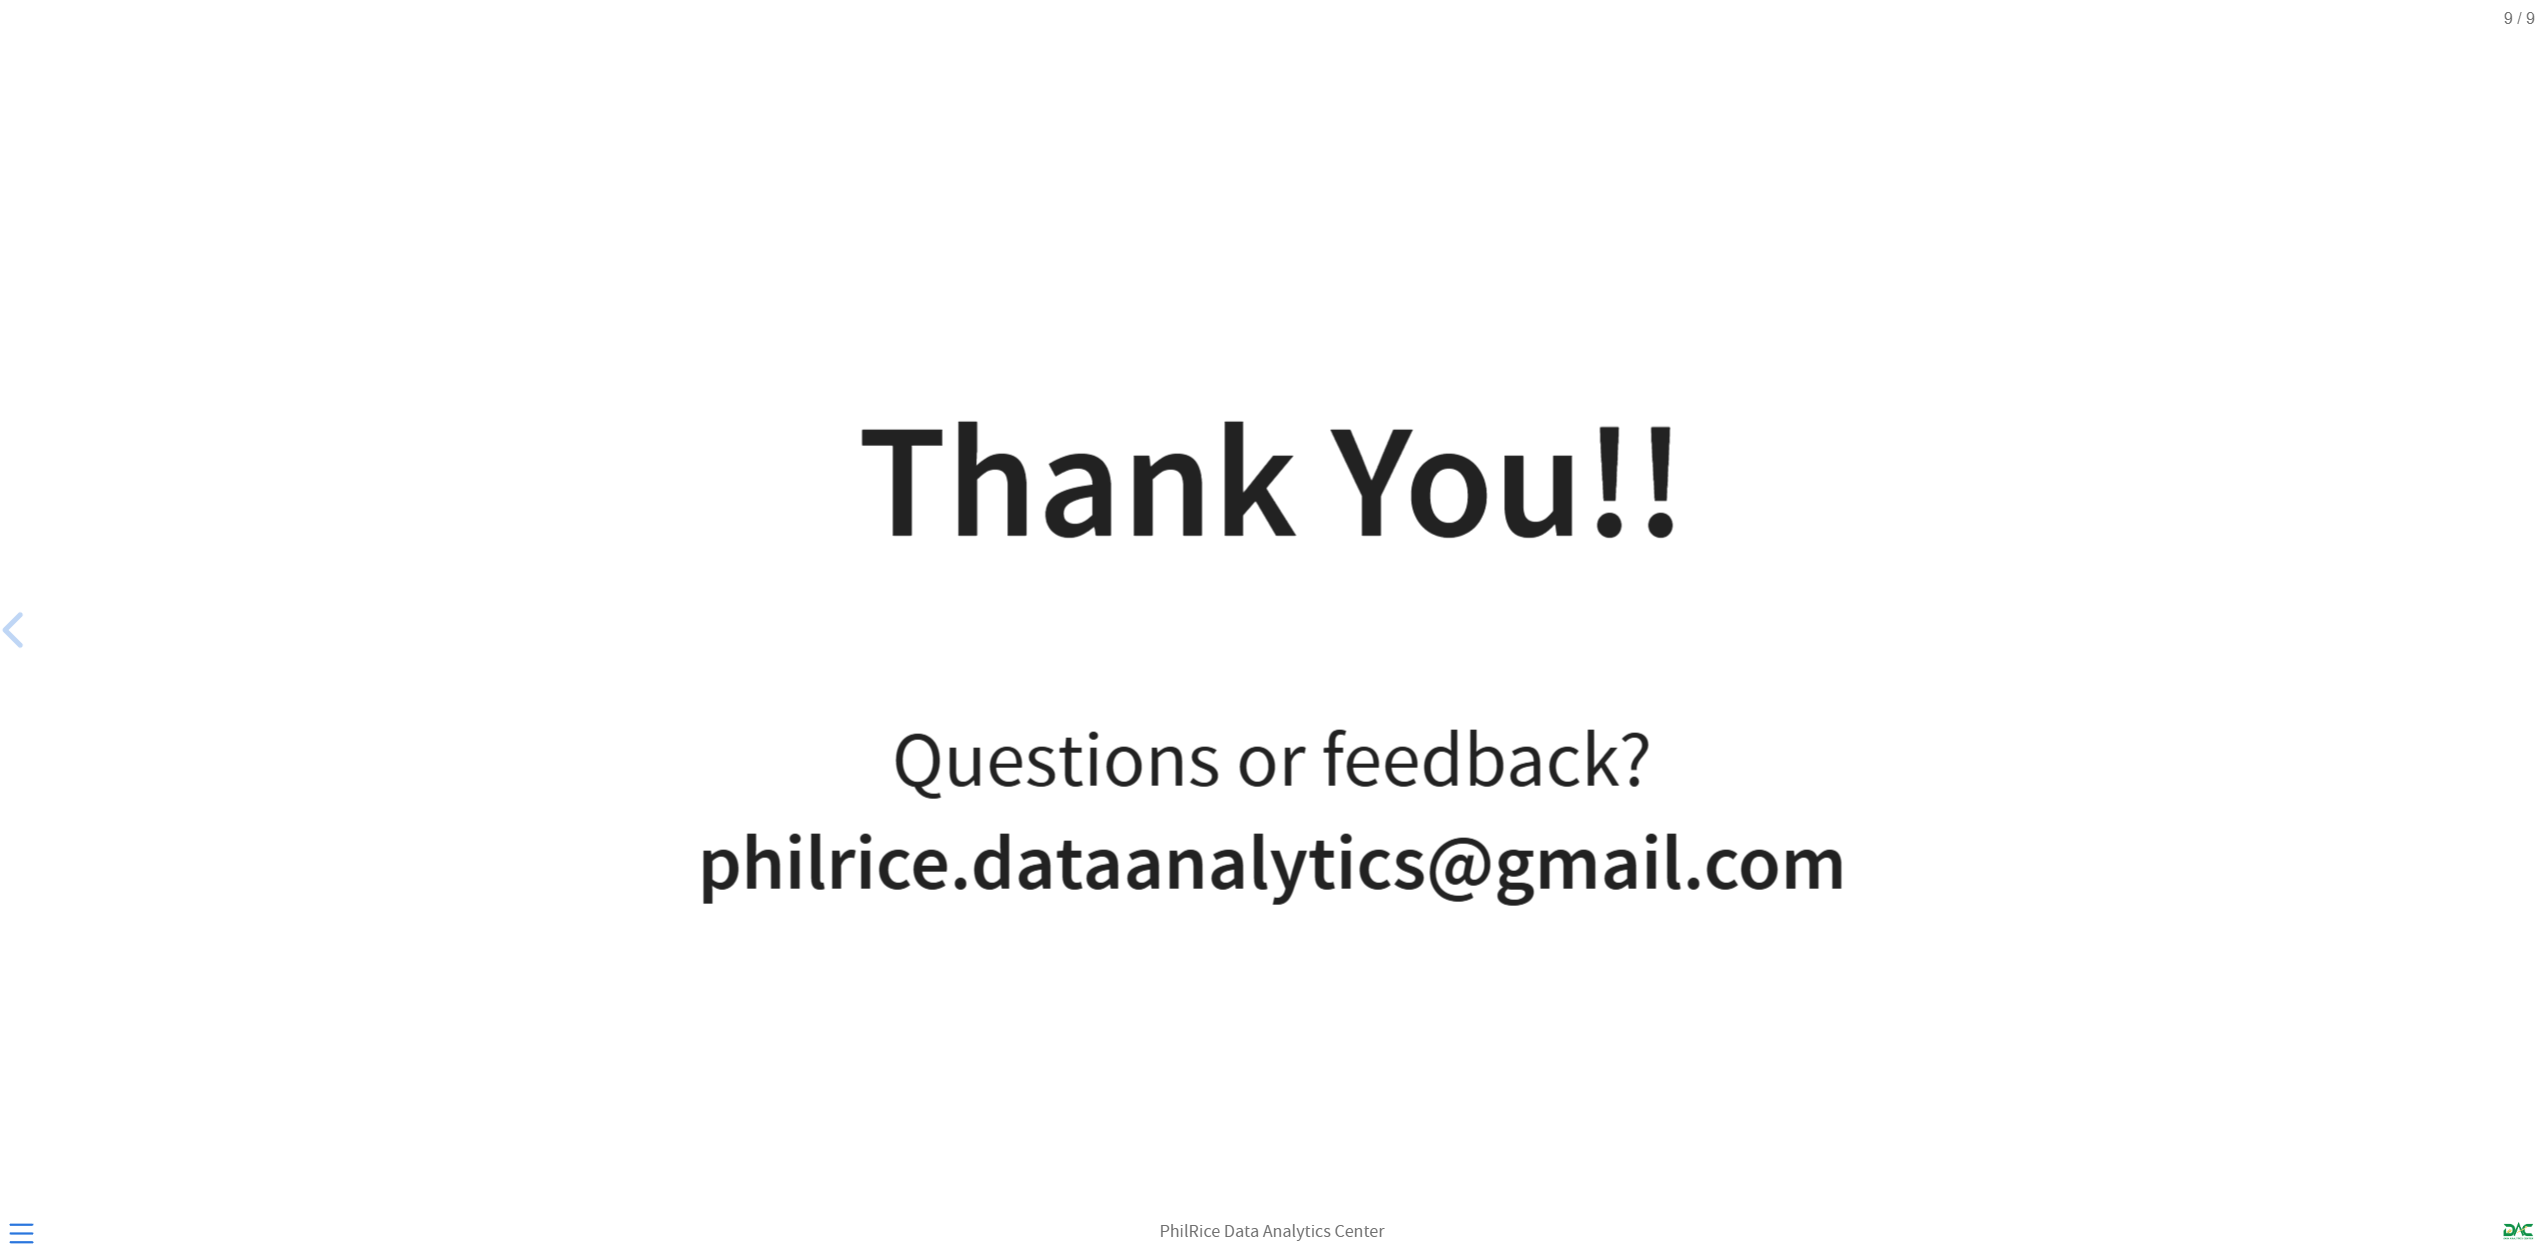 9 / 9
Thank You!!
Questions or feedback?
philrice.dataanalytics@gmail.com
PhilRice Data Analytics Center
DAC